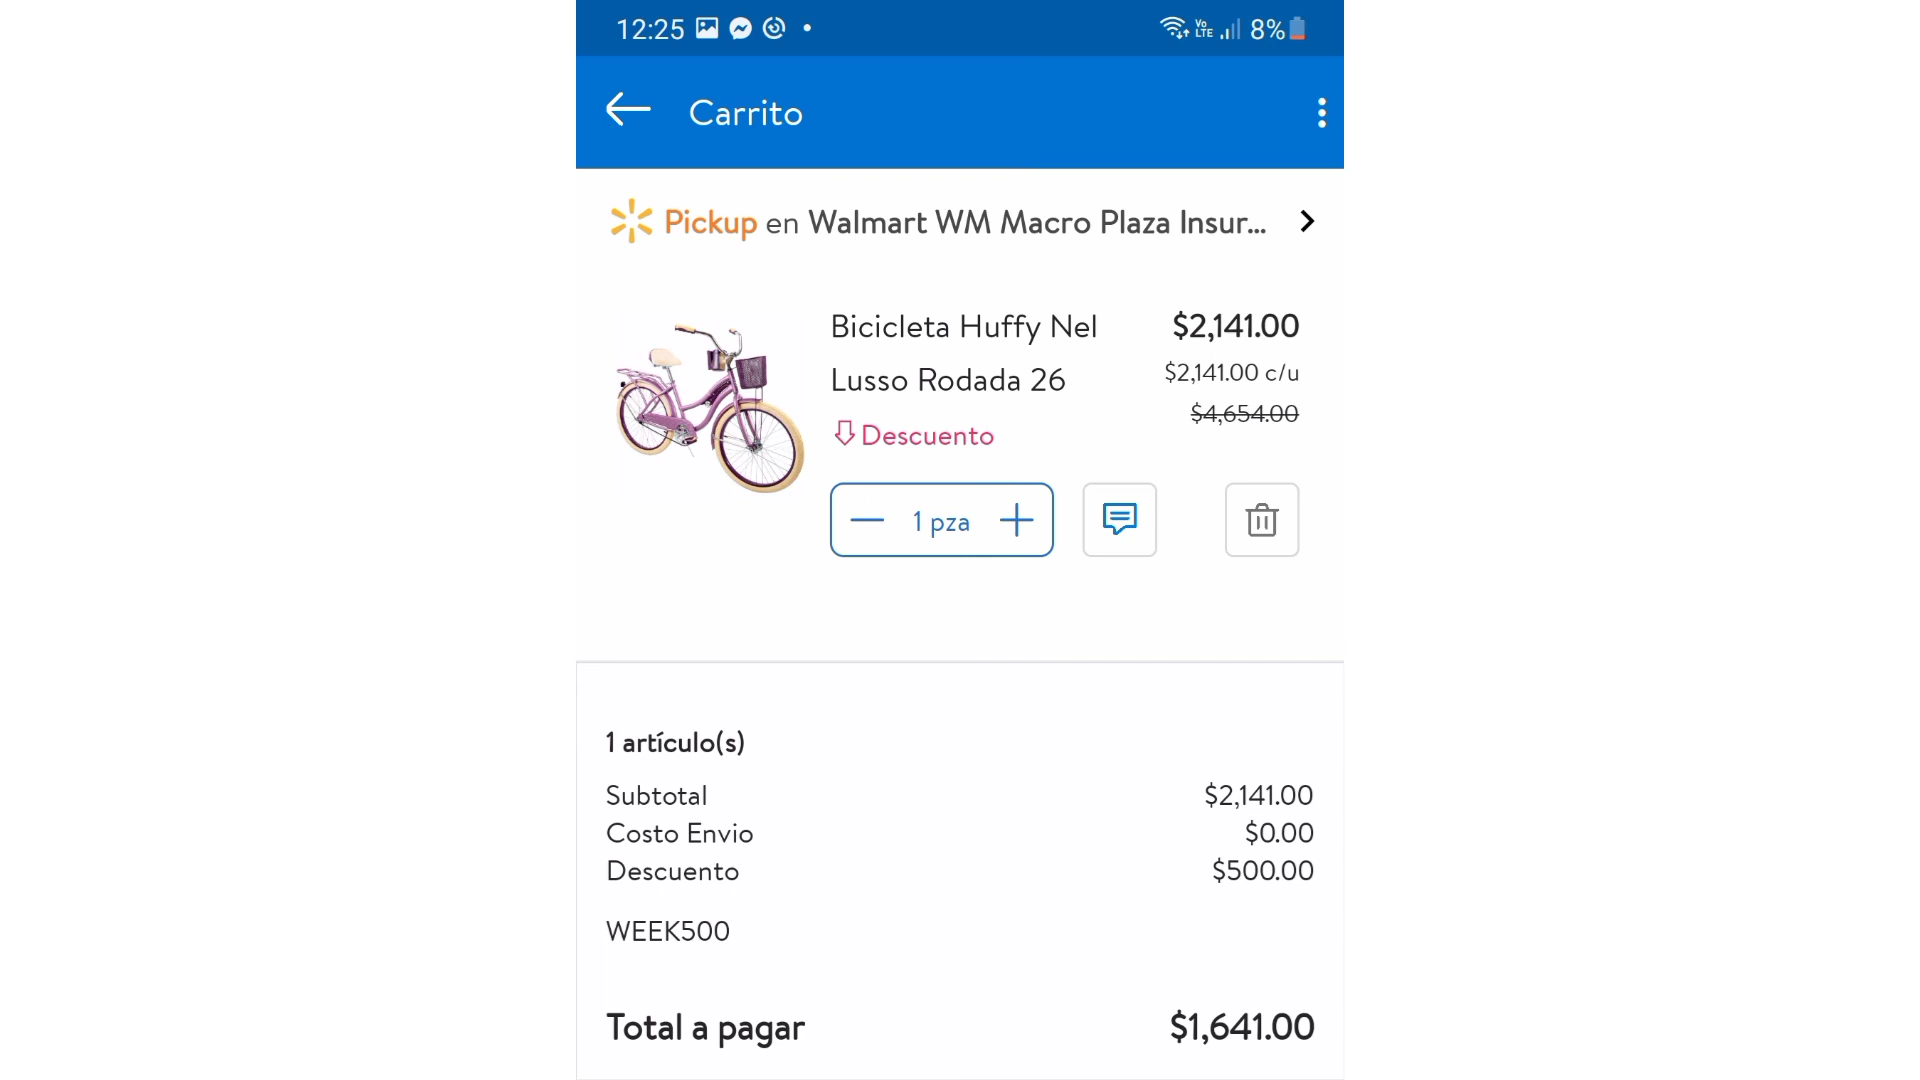 12:25 Vo LTE 8%
Carrito
Pickup en Walmart WM Macro Plaza Insur...
Bicicleta Huffy Nel $2,141.00
Lusso Rodada 26 $2,141.00 c/u
$4,654.00
Descuento
1 pza
1 artículo(s)
Subtotal $2,141.00
Costo Envio $0.00
Descuento $500.00
WEEK500
Total a pagar $1,641.00